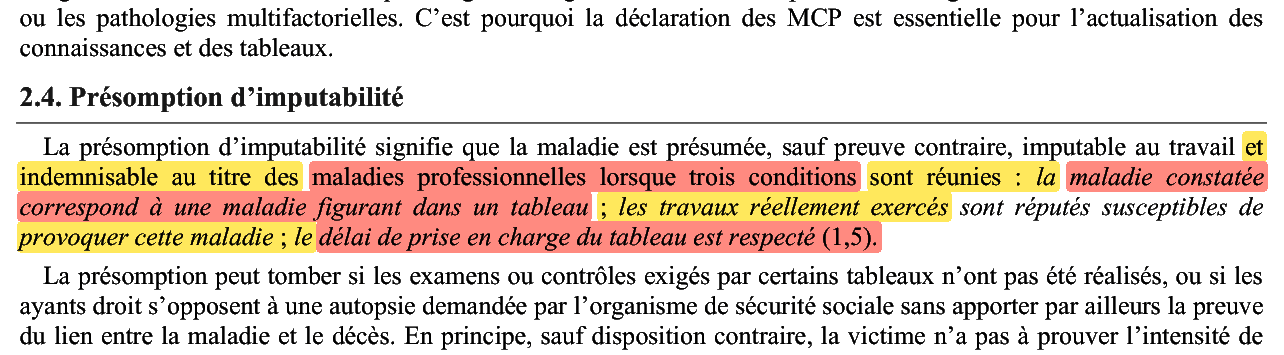 ou les pathologies multifactorielles. C’est pourquoi la déclaration des MCP est essentielle pour l’actualisation des
connaissances et des tableaux.
2.4. Présomption d’imputabilité
La présomption d’imputabilité signifie que la maladie est présumée, sauf preuve contraire, imputable au travail et
indemnisable au titre des maladies professionnelles lorsque trois conditions sont réunies : la maladie constatée
correspond à une maladie figurant dans un tableau ; les travaux réellement exercés sont réputés susceptibles de
provoquer cette maladie ; le délai de prise en charge du tableau est respecté (1,5).
La présomption peut tomber si les examens ou contrôles exigés par certains tableaux n’ont pas été réalisés, ou si les
ayants droit s’opposent à une autopsie demandée par l’organisme de sécurité sociale sans apporter par ailleurs la preuve
du lien entre la maladie et le décès. En principe, sauf disposition contraire, la victime n’a pas à prouver l’intensité de